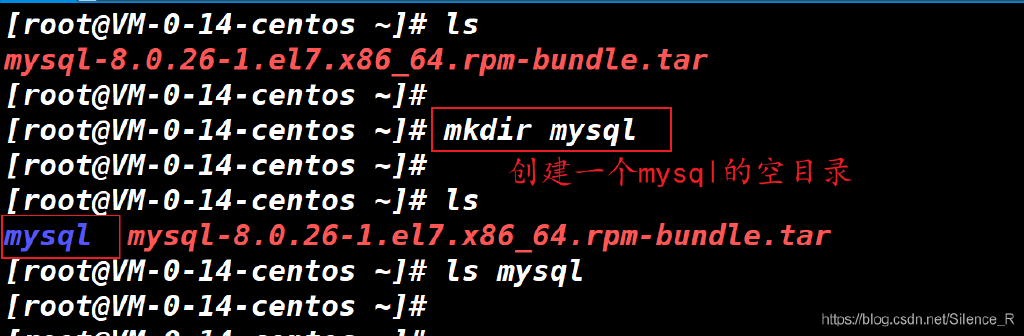 [root@VM-0-14-centos ~]# ls
mysql-8.0.26-1.el7.x86_64.rpm-bundle.tar
[root@VM-0-14-centos ~]#
[root@VM-0-14-centos ~]# mkdir mysql
[root@VM-0-14-centos ~]#
创建一个mysql的空目录
[root@VM-0-14-centos ~]# ls
mysql mysql-8.0.26-1.el7.x86_64.rpm-bundle.tar
[root@VM-0-14-centos ~]# ls mysql
[root@VM-0-14-centos ~]#
https://blog.csdn.net/Silence_R